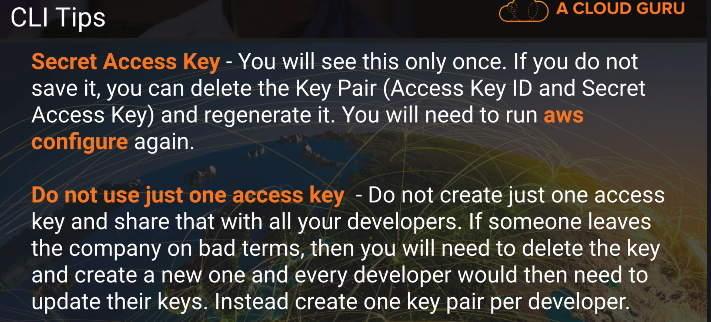 CLI Tips
A CLOUD GURU
Secret Access Key - You will see this only once. If you do not
save it, you can delete the Key Pair (Access Key ID and Secret
Access Key) and regenerate it. You will need to run aws
configure again.
Do not use just one access key - Do not create just one access
key and share that with all your developers. If someone leaves
the company on bad terms, then you will need to delete the key
and create a new one and every developer would then need to
update their keys. Instead create one key pair per developer.